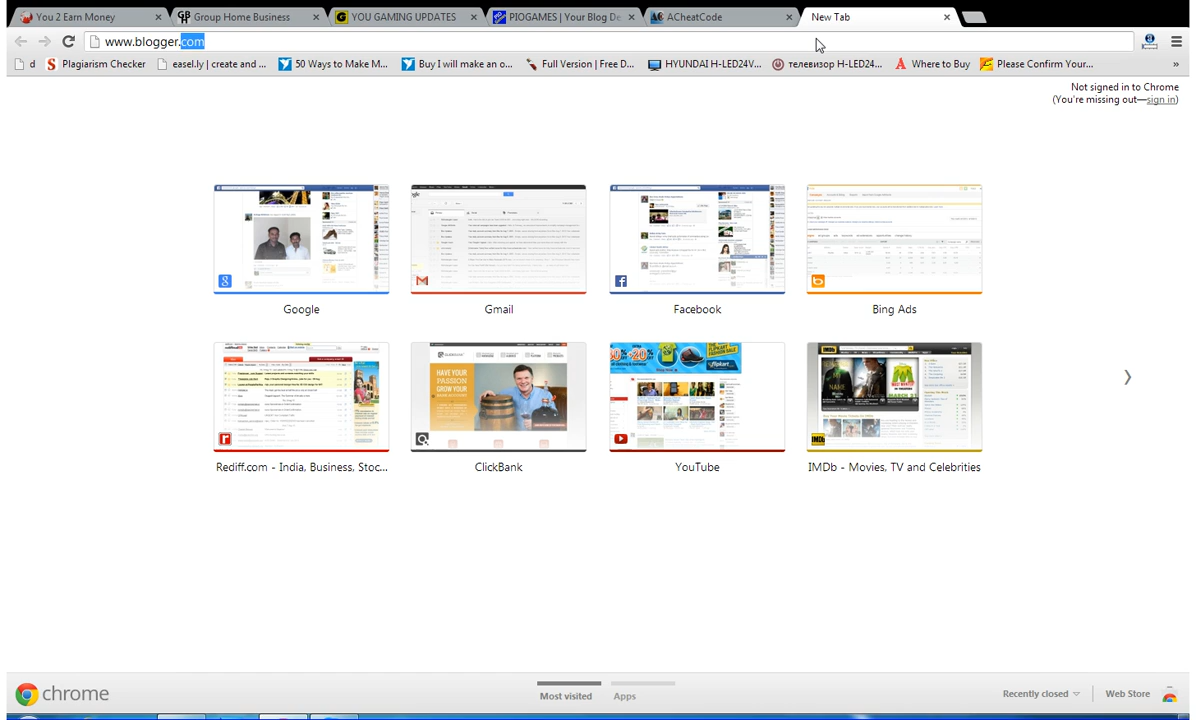 You 2 Earn Money
Group Home Business
YOU GAMING UPDATES
PIOGAMES | Your Blog De
ACheatCode
New Tab
www.blogger.com
d
Plagiarism Checker
easel.ly | create and ...
50 Ways to Make M...
Buy I will make an o...
Full Version | Free D...
HYUNDAI H-LED24V...
телевизор H-LED24...
Where to Buy
Please Confirm Your...
»
Not signed in to Chrome
(You're missing out—sign in)
Google
Gmail
Facebook
Bing Ads
HAVE YOUR
PASSION
GROW YOUR
flipkart
IMDb
Rediff.com - India, Business, Stoc...
ClickBank
YouTube
IMDb - Movies, TV and Celebrities
chrome
Most visited
Apps
Recently closed
Web Store